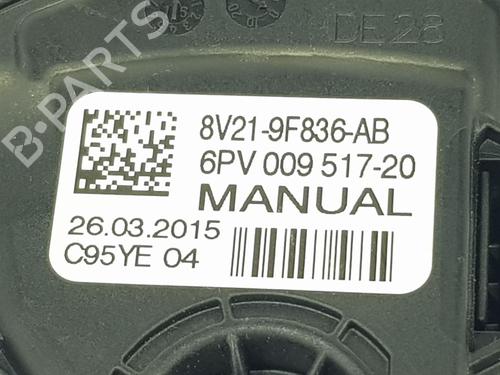 DE28
B-PARTS
8V21-9F836-AB
6PV 009 517-20
MANUAL
26.03.2015
C95YE 04